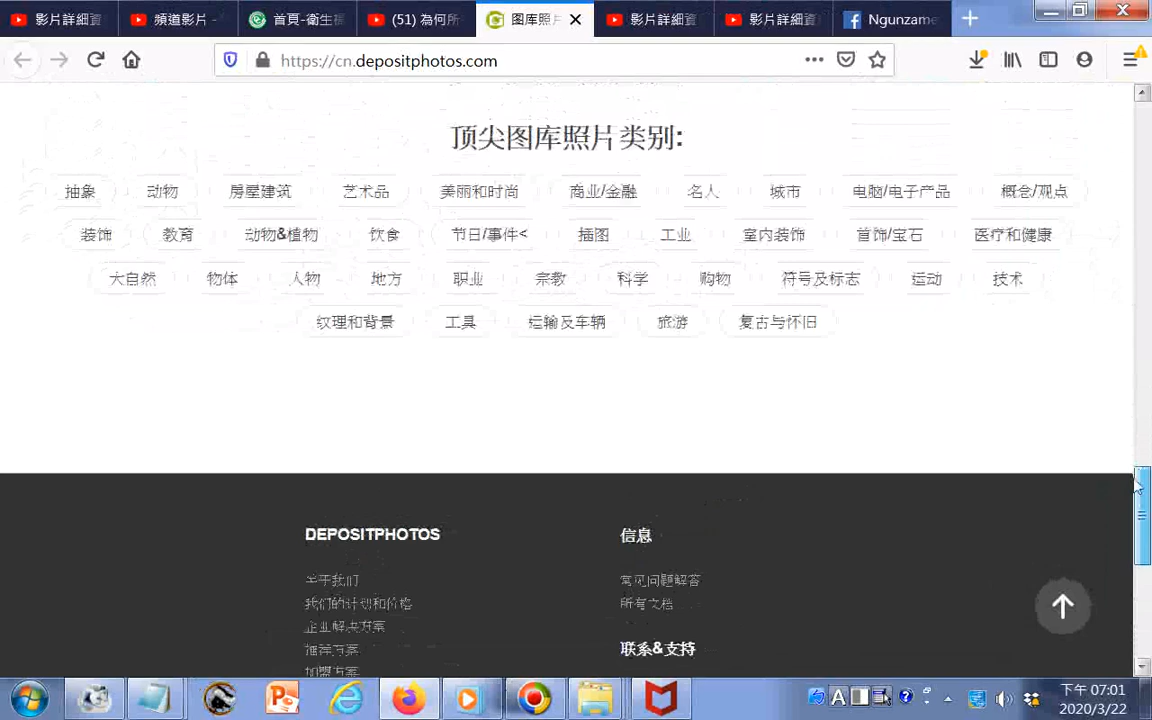 影片詳細資
頻道影片 -
首頁-衛生福
(51) 為何所
图库照片
影片詳細資
影片詳細資
Ngunzame
https://cn.depositphotos.com
顶尖图库照片类别:
抽象 动物 房屋建筑 艺术品 美丽和时尚 商业/金融 名人 城市 电脑/电子产品 概念/观点
装饰 教育 动物&植物 饮食 节日/事件< 插图 工业 室内装饰 首饰/宝石 医疗和健康
大自然 物体 人物 地方 职业 宗教 科学 购物 符号及标志 运动 技术
纹理和背景 工具 运输及车辆 旅游 复古与怀旧
DEPOSITPHOTOS
关于我们
我们的计划和价格
企业解决方案
推荐方案
加盟方案
信息
常见问题解答
所有文档
联系&支持
A
下午 07:01
2020/3/22